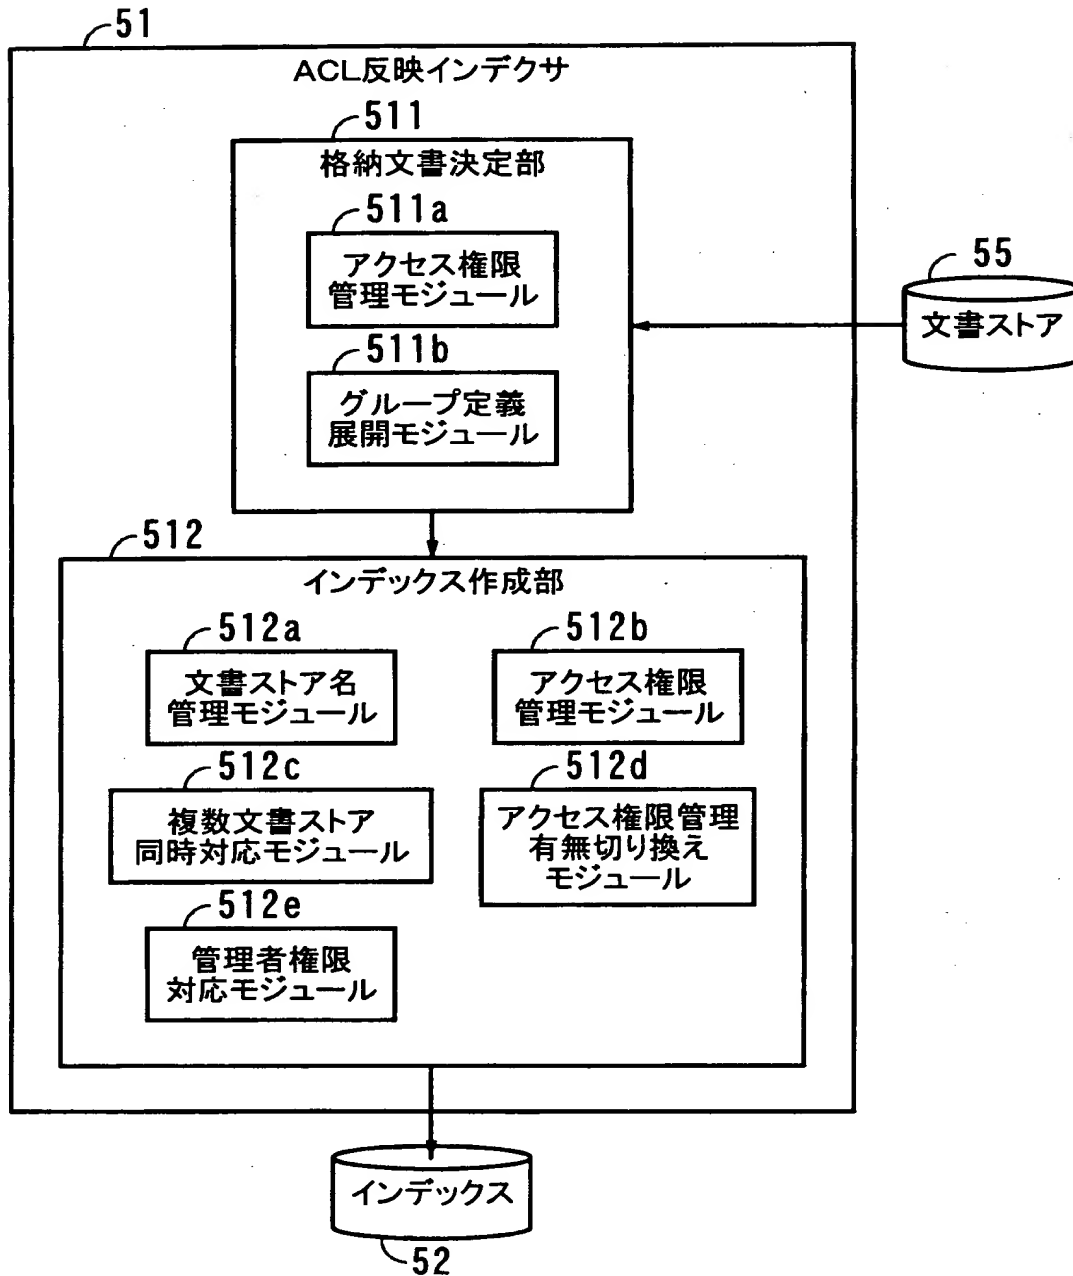 51
ACL反映インデクサ
511
格納文書決定部
511a
アクセス権限
管理モジュール
511b
グループ定義
展開モジュール
55
文書ストア
512
インデックス作成部
512a
文書ストア名
管理モジュール
512b
アクセス権限
管理モジュール
512c
複数文書ストア
同時対応モジュール
512d
アクセス権限管理
有無切り換え
モジュール
512e
管理者権限
対応モジュール
インデックス
52